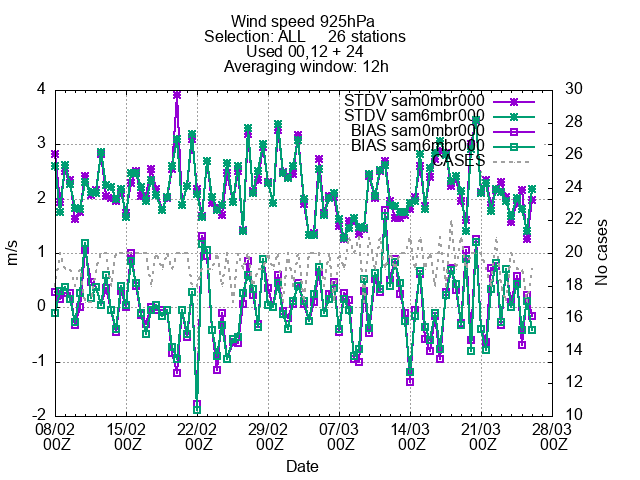 Wind speed 925hPa
Selection: ALL 26 stations
Used 00,12 + 24
Averaging window: 12h
STDV sam0mbr000
STDV sam6mbr000
BIAS sam0mbr000
BIAS sam6mbr000
CASES
4
3
2
1
0
-1
-2
m/s
30
28
26
24
22
20
18
16
14
12
10
No cases
08/02 15/02 22/02 29/02 07/03 14/03 21/03 28/03
00Z 00Z 00Z 00Z 00Z 00Z 00Z 00Z
Date